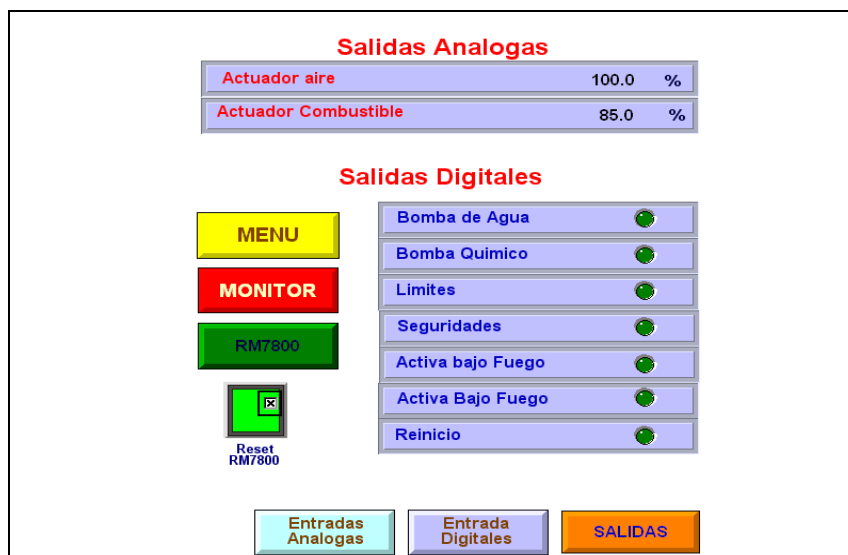 Salidas Analogas
Actuador aire 100.0 %
Actuador Combustible 85.0 %
Salidas Digitales
MENU
MONITOR
RM7800
Reset
RM7800
Bomba de Agua
Bomba Quimico
Limites
Seguridades
Activa bajo Fuego
Activa Bajo Fuego
Reinicio
Entradas
Analogas
Entrada
Digitales
SALIDAS